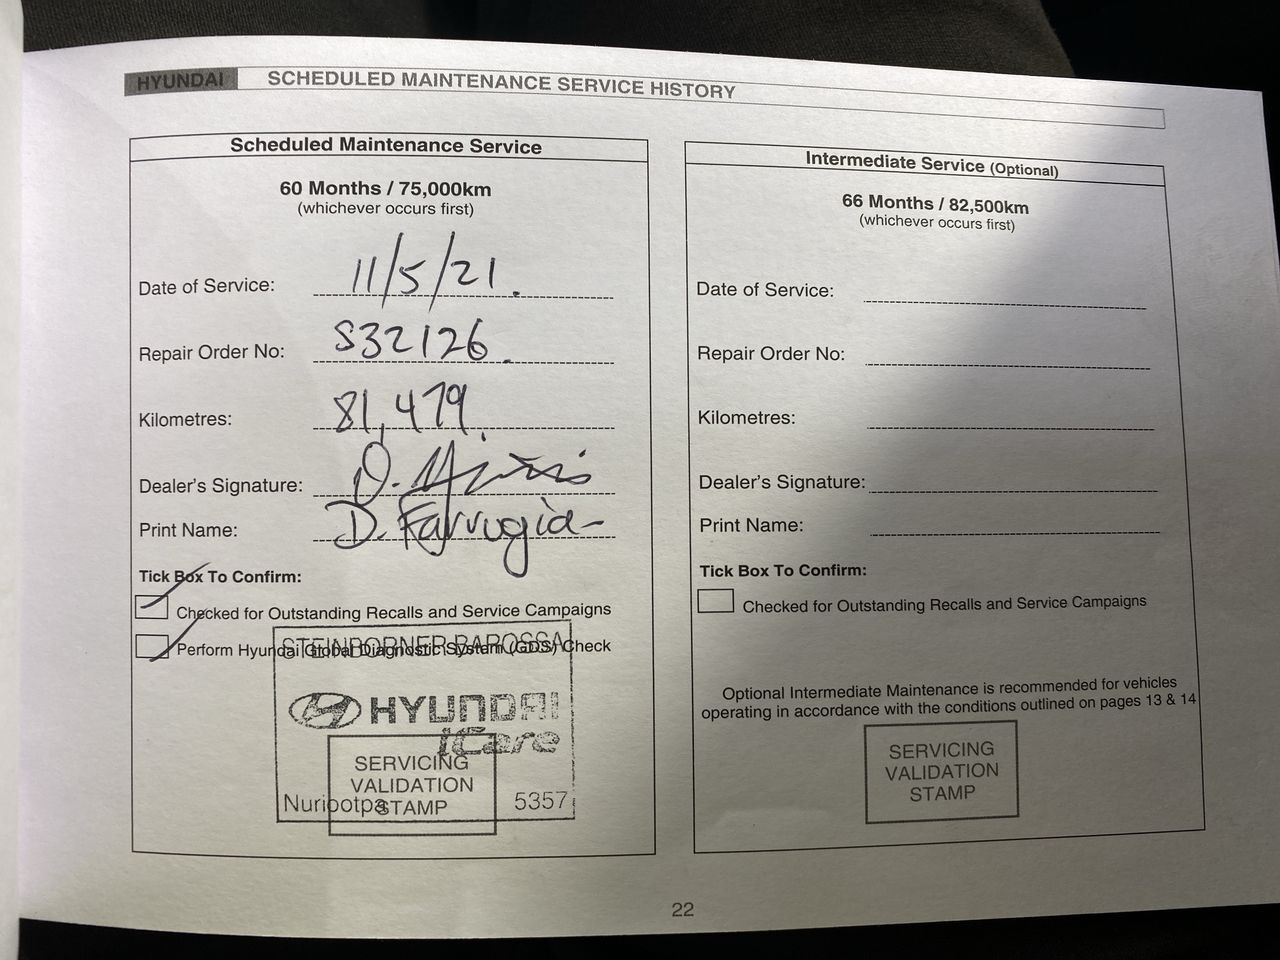 HYUNDAI SCHEDULED MAINTENANCE SERVICE HISTORY
Scheduled Maintenance Service
60 Months / 75,000km
(whichever occurs first)
Date of Service: 11/5/21.
Repair Order No: S32126.
Kilometres: 81,479.
Dealer's Signature: D.
Print Name: D. Farrugia
Tick Box To Confirm:
Checked for Outstanding Recalls and Service Campaigns
Perform Hyundai Global Diagnostic System (GDS) Check
STEINBORNER BAROSSA
HYUNDAI
iCare
SERVICING
VALIDATION
STAMP
Nuriootpa 5357
Intermediate Service (Optional)
66 Months / 82,500km
(whichever occurs first)
Date of Service:
Repair Order No:
Kilometres:
Dealer's Signature:
Print Name:
Tick Box To Confirm:
Checked for Outstanding Recalls and Service Campaigns
Optional Intermediate Maintenance is recommended for vehicles
operating in accordance with the conditions outlined on pages 13 & 14
SERVICING
VALIDATION
STAMP
22